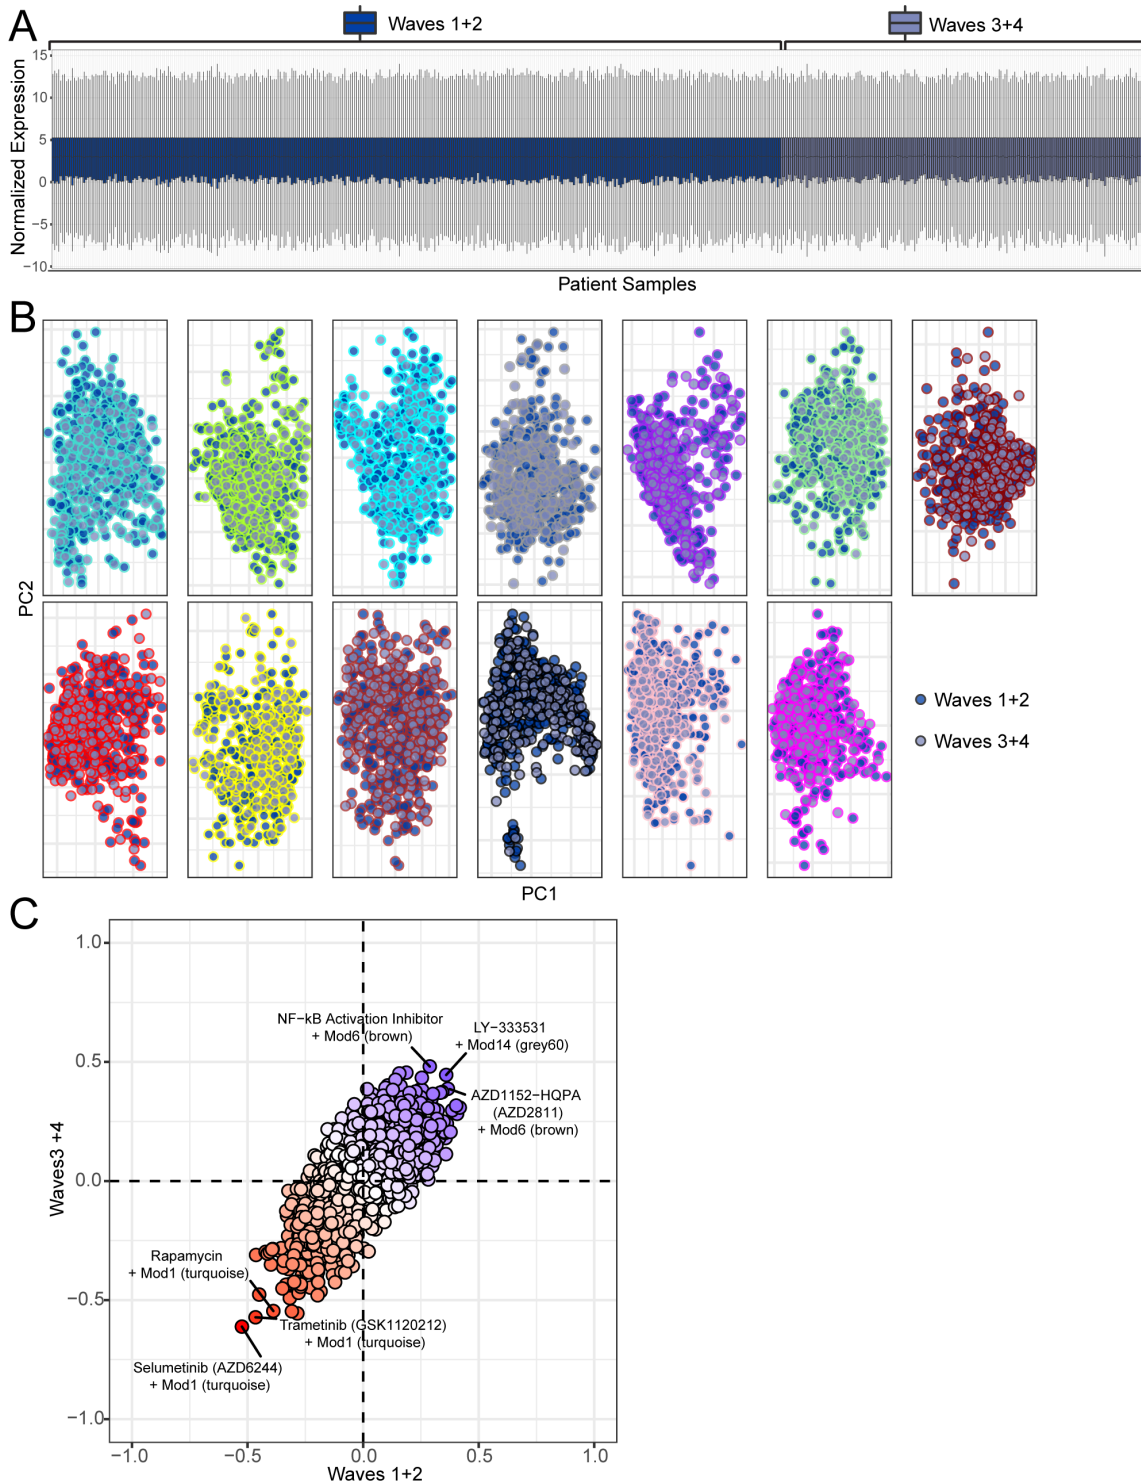 A
Waves 1+2
Waves 3+4
Normalized Expression
15
10
5
0
−5
−10
Patient Samples
B
PC2
Waves 1+2
Waves 3+4
PC1
C
Waves3 +4
1.0
0.5
0.0
−0.5
−1.0
NF−kB Activation Inhibitor
+ Mod6 (brown)
LY−333531
+ Mod14 (grey60)
AZD1152−HQPA
(AZD2811)
+ Mod6 (brown)
Rapamycin
+ Mod1 (turquoise)
Trametinib (GSK1120212)
+ Mod1 (turquoise)
Selumetinib (AZD6244)
+ Mod1 (turquoise)
−1.0
−0.5
0.0
0.5
1.0
Waves 1+2